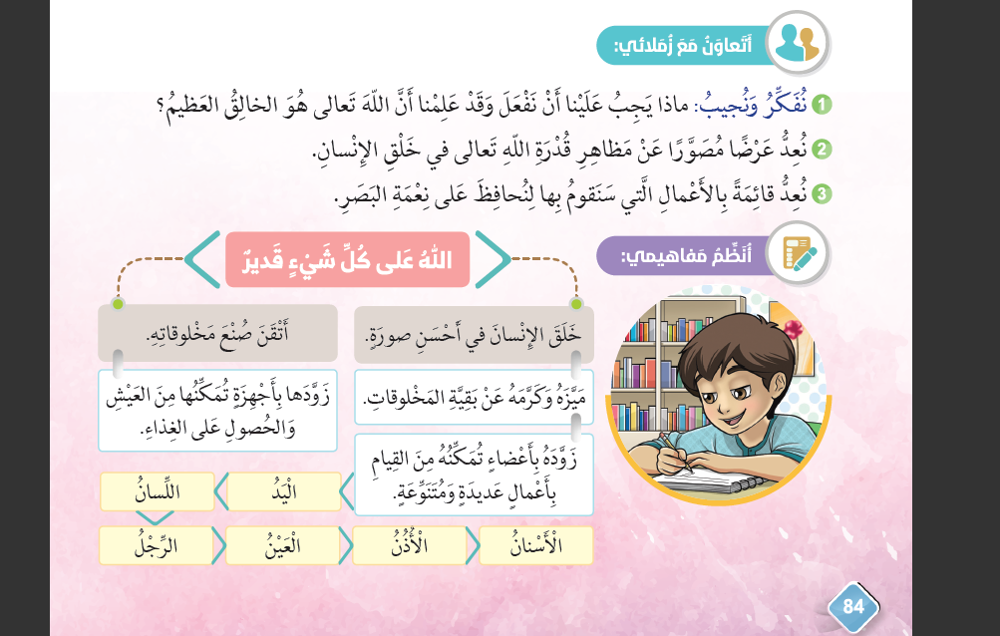 أَتَعاوَنُ مَعَ زُمَلائي:
1 نُفَكِّرُ وَنُجيبُ: ماذا يَجِبُ عَلَيْنا أَنْ نَفْعَلَ وَقَدْ عَلِمْنا أَنَّ اللّهَ تَعالى هُوَ الخالِقُ العَظيمُ؟
2 نُعِدُّ عَرْضًا مُصَوَّرًا عَنْ مَظاهِرِ قُدْرَةِ اللّهِ تَعالى في خَلْقِ الإِنْسانِ.
3 نُعِدُّ قائِمَةً بِالأَعْمالِ الَّتي سَنَقومُ بِها لِنُحافِظَ عَلى نِعْمَةِ البَصَرِ.
أُنَظِّمُ مَفاهيمي:
اللّهُ عَلى كُلِّ شَيْءٍ قَديرٌ
خَلَقَ الإِنْسانَ في أَحْسَنِ صورَةٍ.
مَيَّزَهُ وَكَرَّمَهُ عَنْ بَقِيَّةِ المَخْلوقاتِ.
زَوَّدَهُ بِأَعْضاءٍ تُمَكِّنُهُ مِنَ القِيامِ
بِأَعْمالٍ عَديدَةٍ وَمُتَنَوِّعَةٍ.
أَتْقَنَ صُنْعَ مَخْلوقاتِهِ.
زَوَّدَها بِأَجْهِزَةٍ تُمَكِّنُها مِنَ العَيْشِ
وَالحُصولِ عَلى الغِذاءِ.
الْيَدُ
اللِّسانُ
الْأَسْنانُ
الْأُذُنُ
الْعَيْنُ
الرِّجْلُ
84